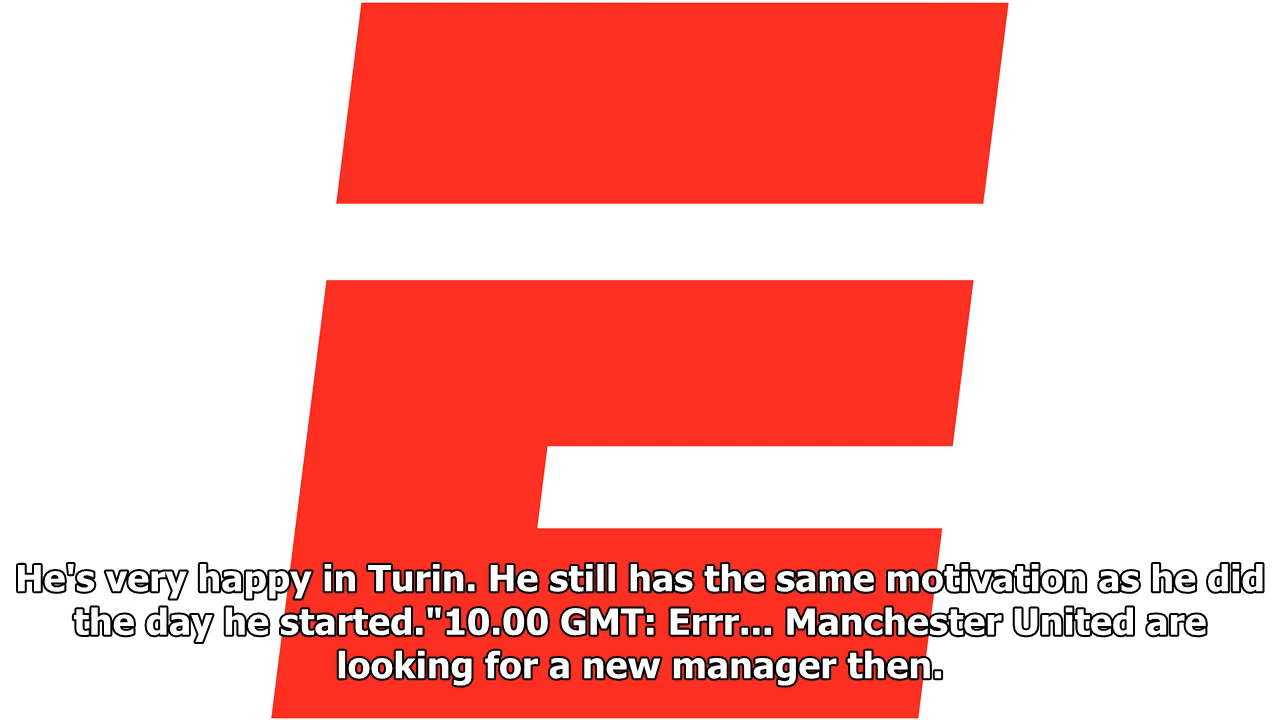 He's very happy in Turin. He still has the same motivation as he did
the day he started."10.00 GMT: Errr... Manchester United are
looking for a new manager then.